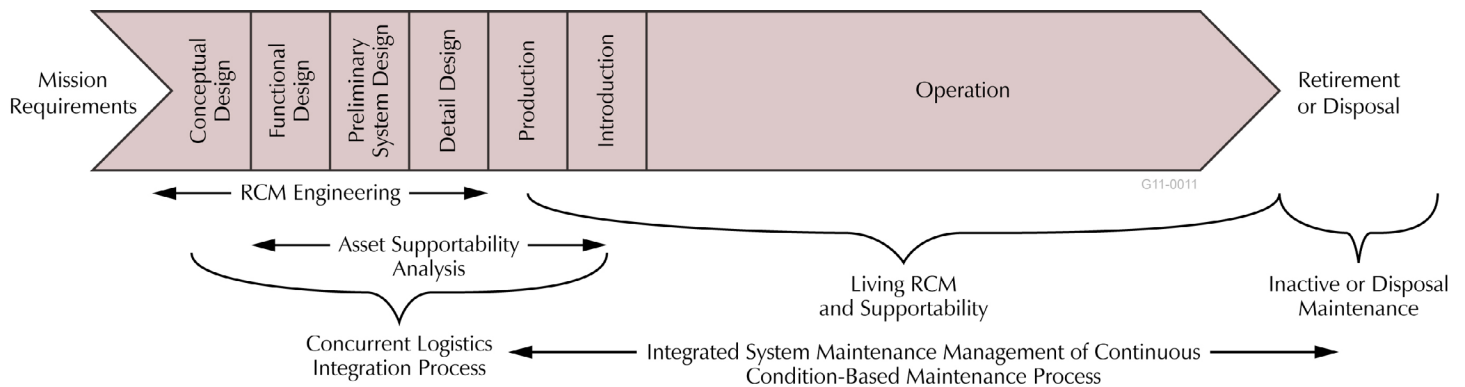 Mission
Requirements
Conceptual
Design
Functional
Design
Preliminary
System Design
Detail Design
Production
Introduction
Operation
Retirement
or Disposal
G11-0011
RCM Engineering
Asset Supportability
Analysis
Living RCM
and Supportability
Inactive or Disposal
Maintenance
Concurrent Logistics
Integration Process
Integrated System Maintenance Management of Continuous
Condition-Based Maintenance Process